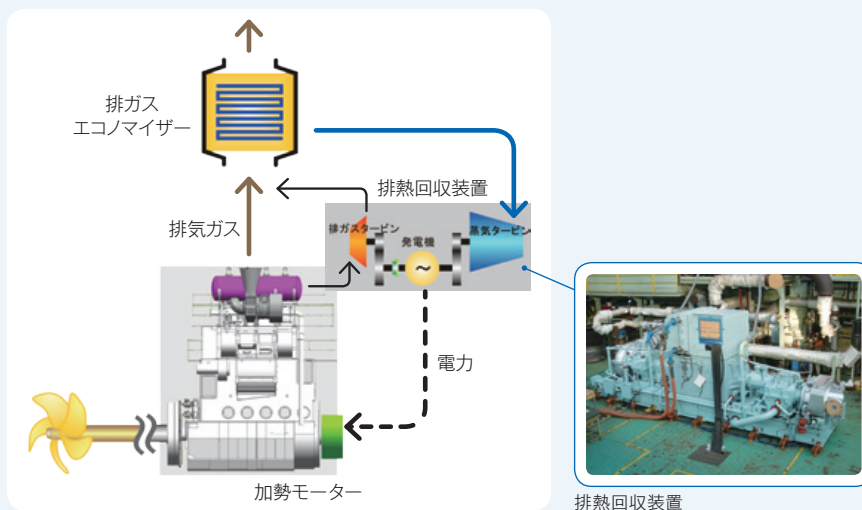 排ガス
エコノマイザー
排熱回収装置
排気ガス
排ガスタービン
発電機
蒸気タービン
電力
加勢モーター
排熱回収装置